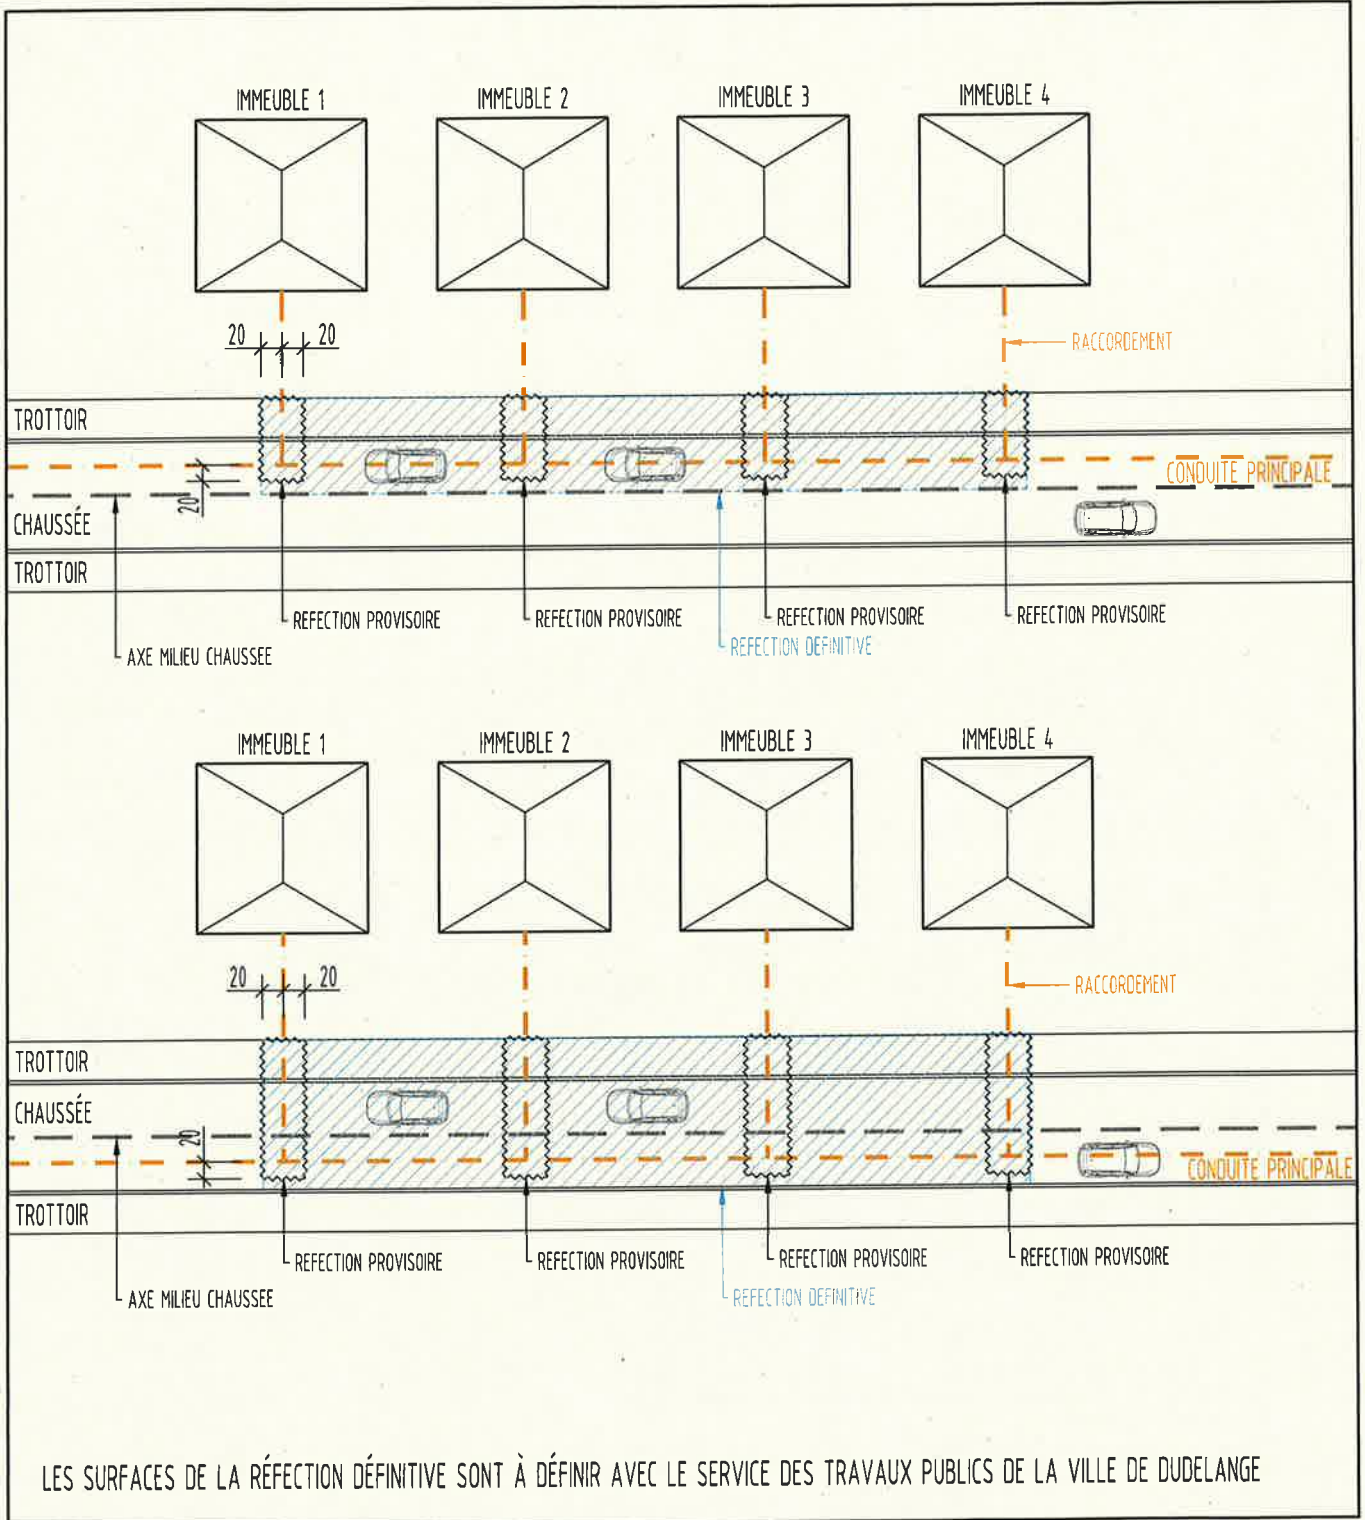 IMMEUBLE 1
IMMEUBLE 2
IMMEUBLE 3
IMMEUBLE 4
20
20
RACCORDEMENT
TROTTOIR
CONDUITE PRINCIPALE
20
CHAUSSÉE
TROTTOIR
REFECTION PROVISOIRE
REFECTION PROVISOIRE
REFECTION PROVISOIRE
REFECTION PROVISOIRE
REFECTION DEFINITIVE
AXE MILIEU CHAUSSEE
IMMEUBLE 1
IMMEUBLE 2
IMMEUBLE 3
IMMEUBLE 4
20
20
RACCORDEMENT
TROTTOIR
CHAUSSÉE
20
CONDUITE PRINCIPALE
TROTTOIR
REFECTION PROVISOIRE
REFECTION PROVISOIRE
REFECTION PROVISOIRE
REFECTION PROVISOIRE
REFECTION DEFINITIVE
AXE MILIEU CHAUSSEE
LES SURFACES DE LA RÉFECTION DÉFINITIVE SONT À DÉFINIR AVEC LE SERVICE DES TRAVAUX PUBLICS DE LA VILLE DE DUDELANGE